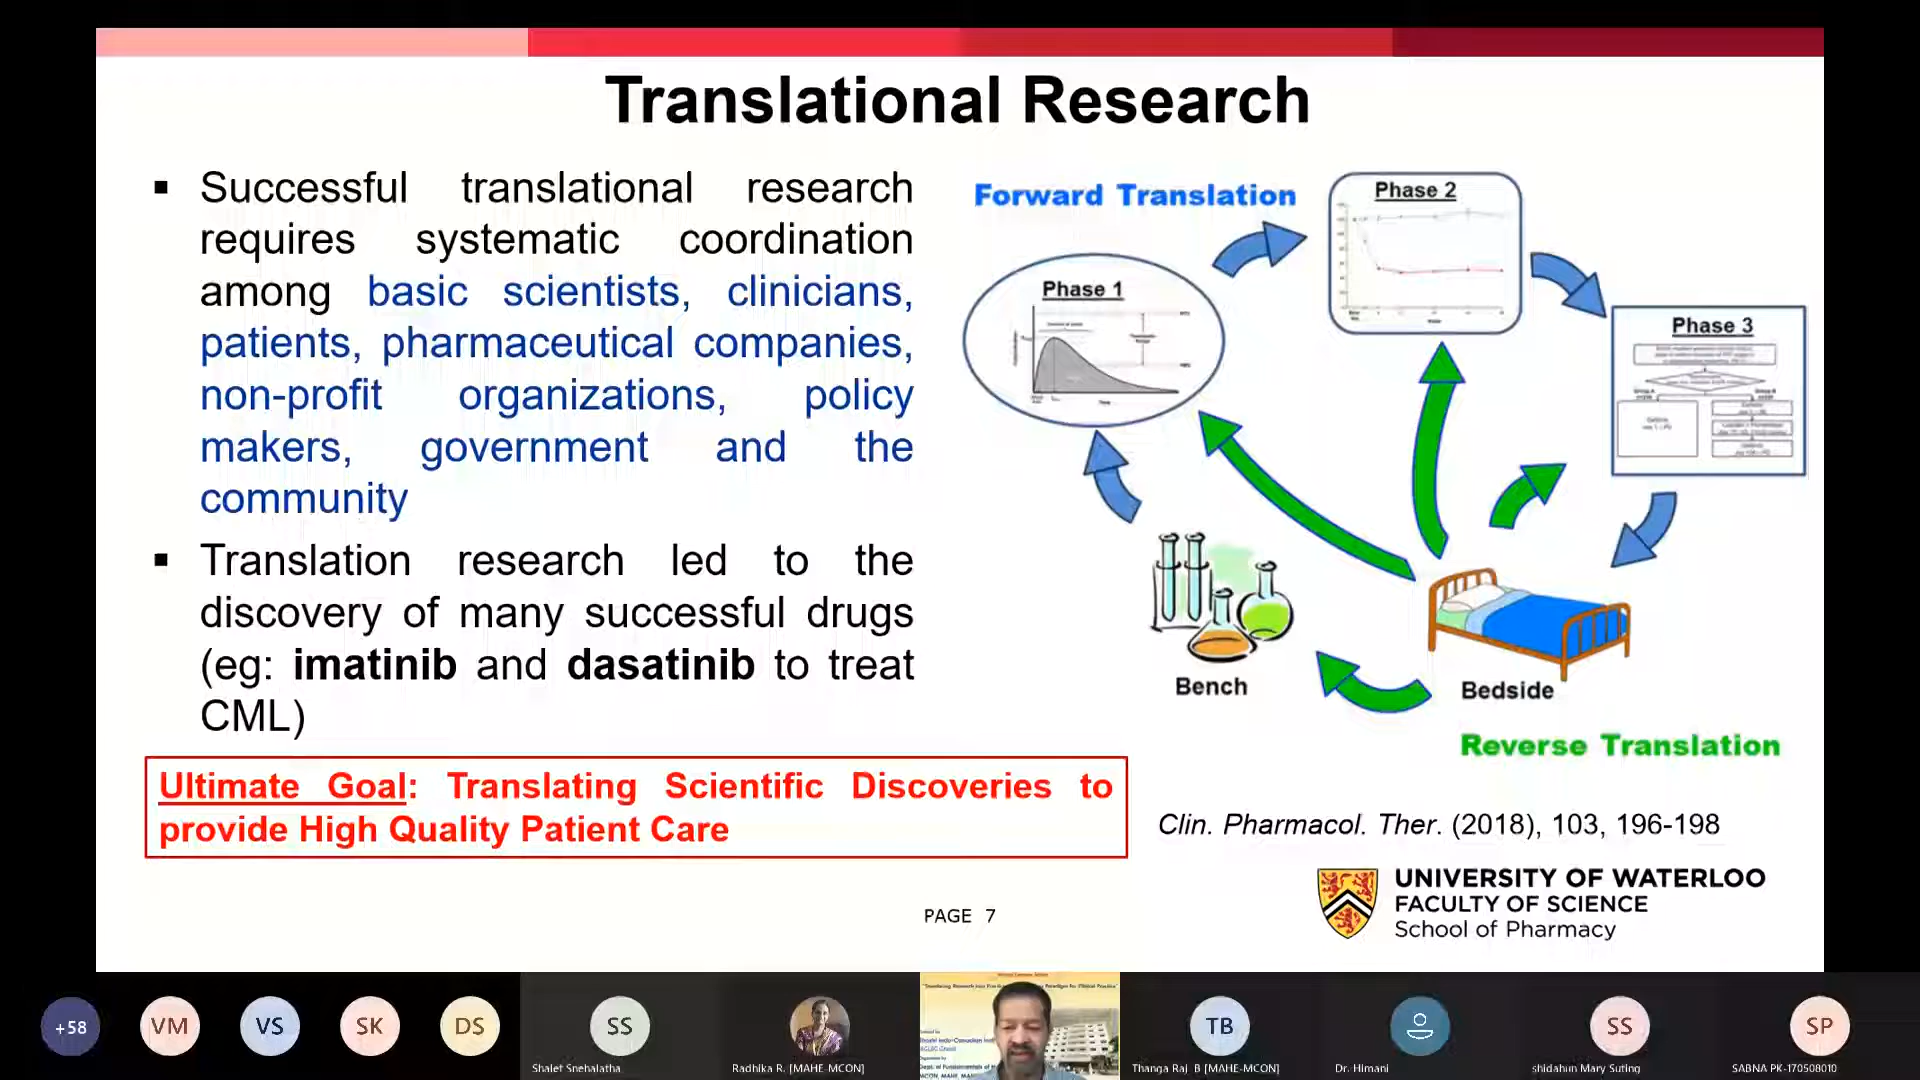 Translational Research
▪ Successful translational research
requires systematic coordination
among basic scientists, clinicians,
patients, pharmaceutical companies,
non-profit organizations, policy
makers, government and the
community
▪ Translation research led to the
discovery of many successful drugs
(eg: imatinib and dasatinib to treat
CML)
Ultimate Goal: Translating Scientific Discoveries to
provide High Quality Patient Care
Forward Translation
Phase 1
Phase 2
Phase 3
Bench
Bedside
Reverse Translation
Clin. Pharmacol. Ther. (2018), 103, 196-198
UNIVERSITY OF WATERLOO
FACULTY OF SCIENCE
School of Pharmacy
PAGE 7
+58
VM
VS
SK
DS
SS
Shalet Snehalatha
Radhika R. [MAHE-MCON]
TB
Thanga Raj. B [MAHE-MCON]
Dr. Himani
SS
shidahun Mary Suting
SP
SABNA PK-170508010